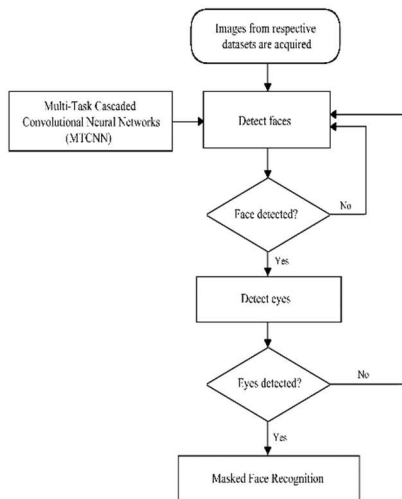 Images from respective
datasets are acquired
Multi-Task Cascaded
Convolutional Neural Networks
(MTCNN)
Detect faces
Face detected?
No
Yes
Detect eyes
Eyes detected?
No
Yes
Masked Face Recognition